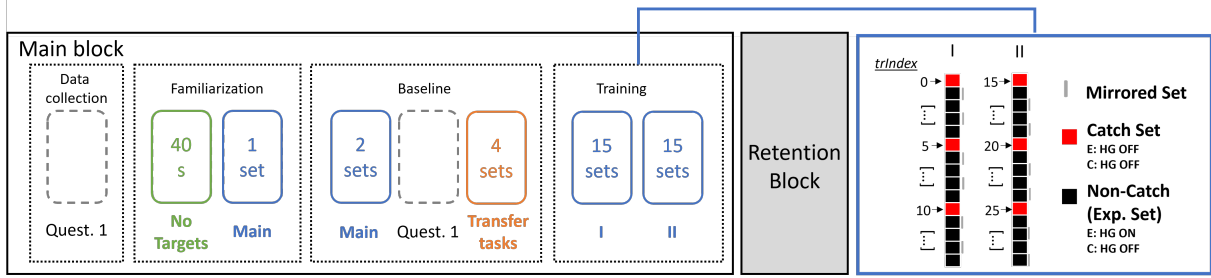 Main block
Data
collection
Quest. 1
Familiarization
40
s
No
Targets
1
set
Main
Baseline
2
sets
Main
Quest. 1
4
sets
Transfer
tasks
Training
15
sets
I
15
sets
II
Retention
Block
trIndex
I
II
0
[...]
5
[...]
10
[...]
15
[...]
20
[...]
25
[...]
Mirrored Set
Catch Set
E: HG OFF
C: HG OFF
Non-Catch
(Exp. Set)
E: HG ON
C: HG OFF